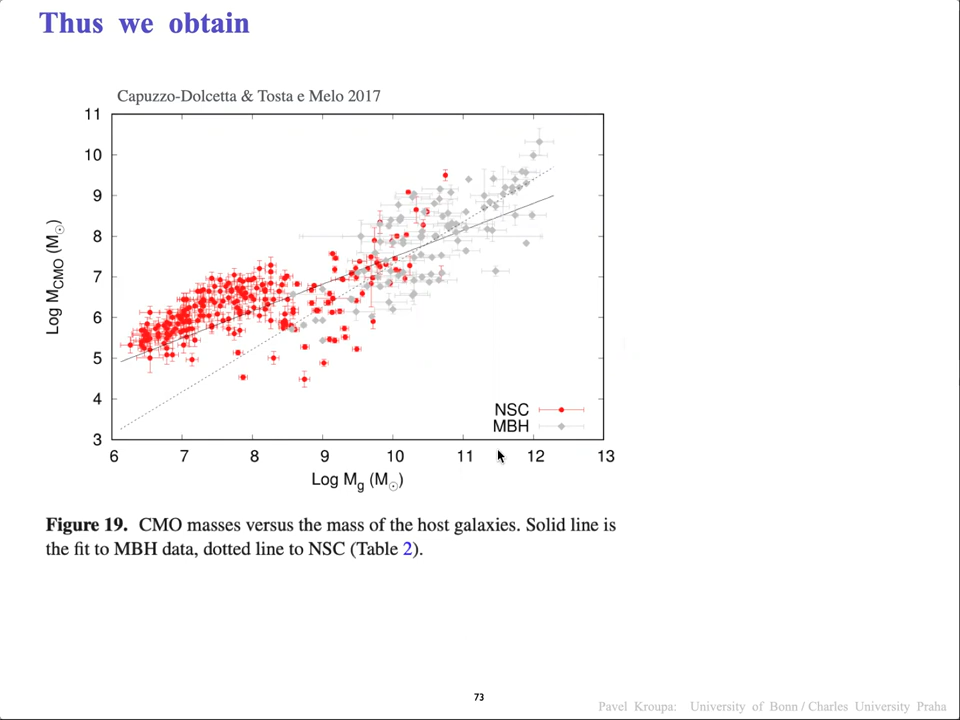 Thus we obtain
Capuzzo-Dolcetta & Tosta e Melo 2017
11
10
9
8
7
6
5
4
3
Log M_CMO (M_☉)
NSC
MBH
6 7 8 9 10 11 12 13
Log M_g (M_☉)
Figure 19. CMO masses versus the mass of the host galaxies. Solid line is
the fit to MBH data, dotted line to NSC (Table 2).
73
Pavel Kroupa: University of Bonn / Charles University Praha